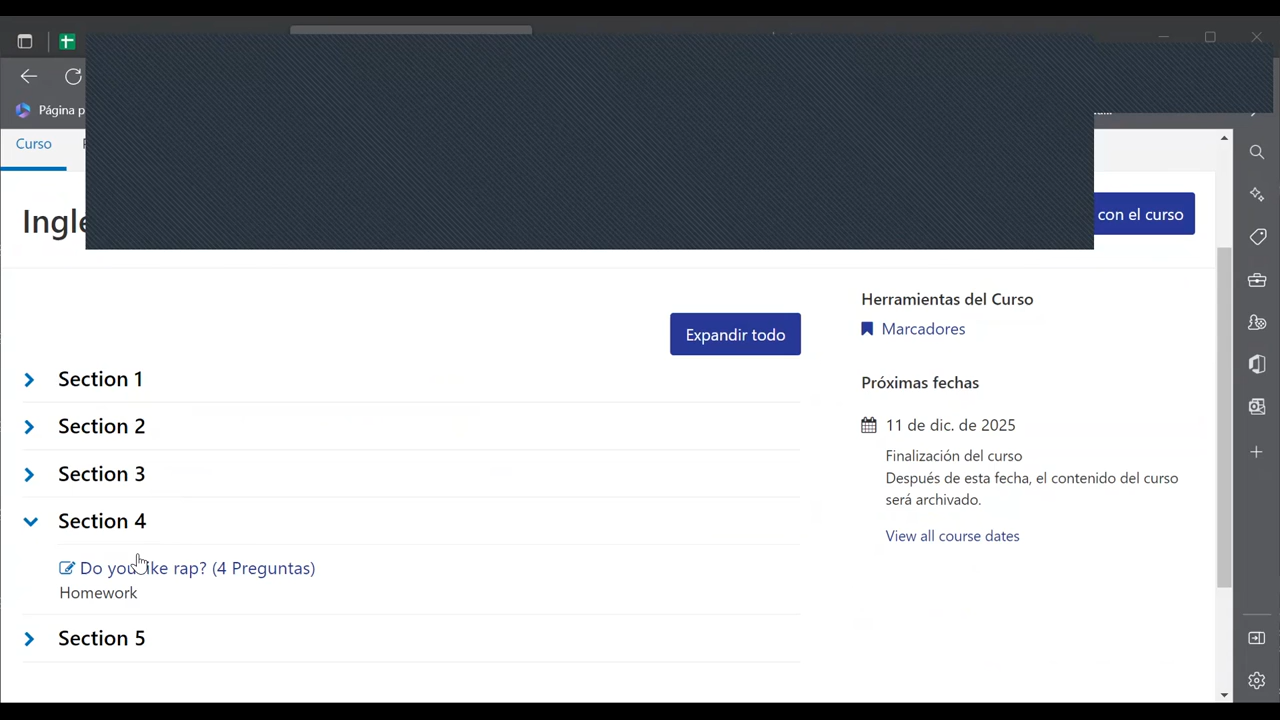 Página p
Curso
Ingle
con el curso
Herramientas del Curso
Marcadores
Expandir todo
Próximas fechas
Section 1
11 de dic. de 2025
Section 2
Finalización del curso
Después de esta fecha, el contenido del curso
será archivado.
Section 3
Section 4
View all course dates
Do you like rap? (4 Preguntas)
Homework
Section 5